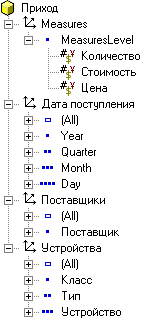 Приход
Measures
MeasuresLevel
Количество
Стоимость
Цена
Дата поступления
(All)
Year
Quarter
Month
Day
Поставщики
(All)
Поставщик
Устройства
(All)
Класс
Тип
Устройство